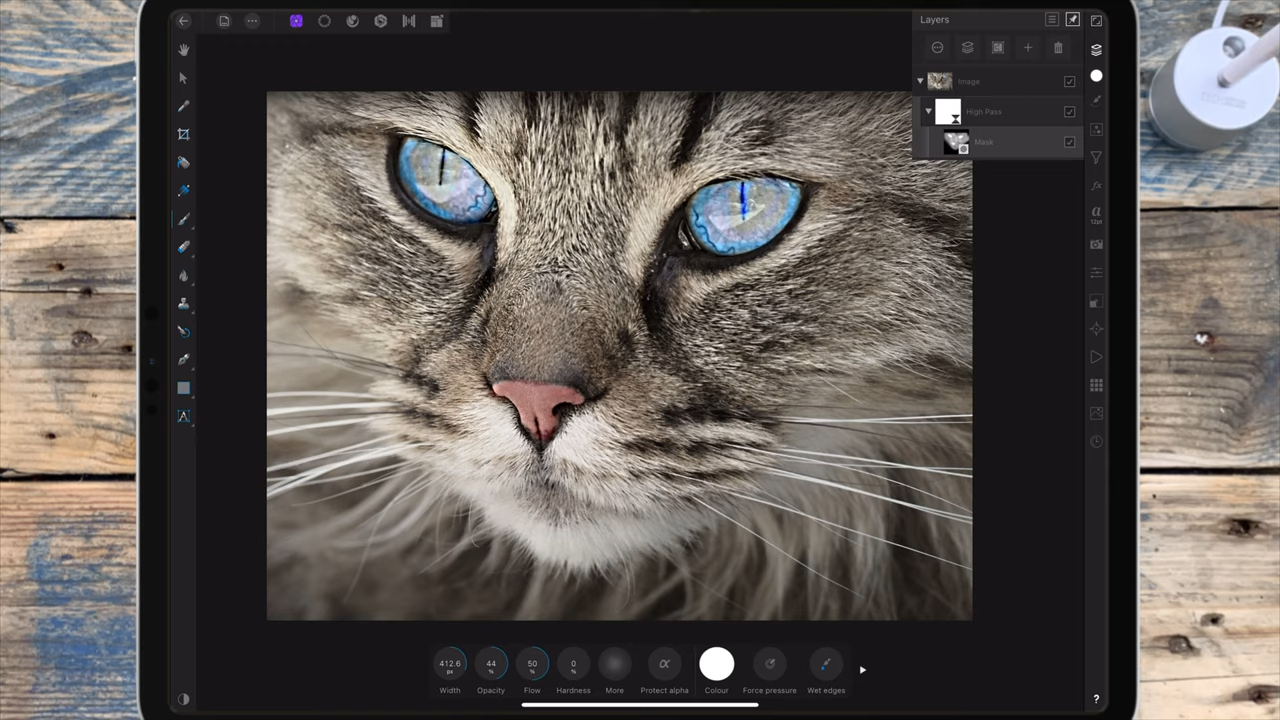 Layers
Image
High Pass
Mask
a
12pt
A
412.6
px
44
%
50
%
0
%
α
Width
Opacity
Flow
Hardness
More
Protect alpha
Colour
Force pressure
Wet edges
?